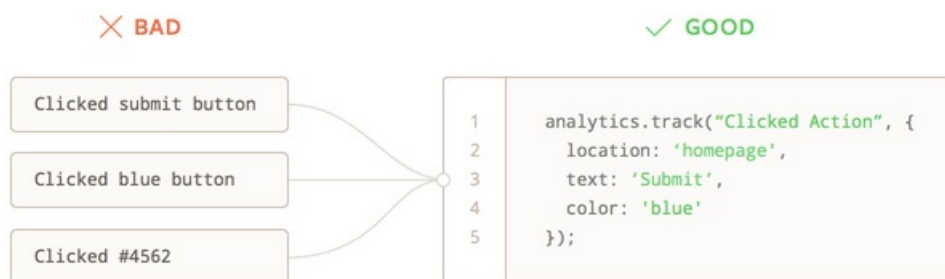 BAD
GOOD
Clicked submit button
Clicked blue button
Clicked #4562
1 analytics.track(“Clicked Action”, {
2 location: ‘homepage',
3 text: ‘Submit’,
4 color: 'blue'
5 });